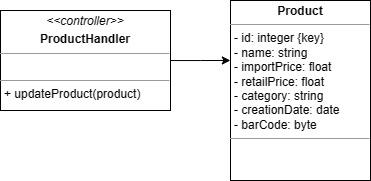 <<controller>>
ProductHandler
+ updateProduct(product)
Product
- id: integer {key}
- name: string
- importPrice: float
- retailPrice: float
- category: string
- creationDate: date
- barCode: byte